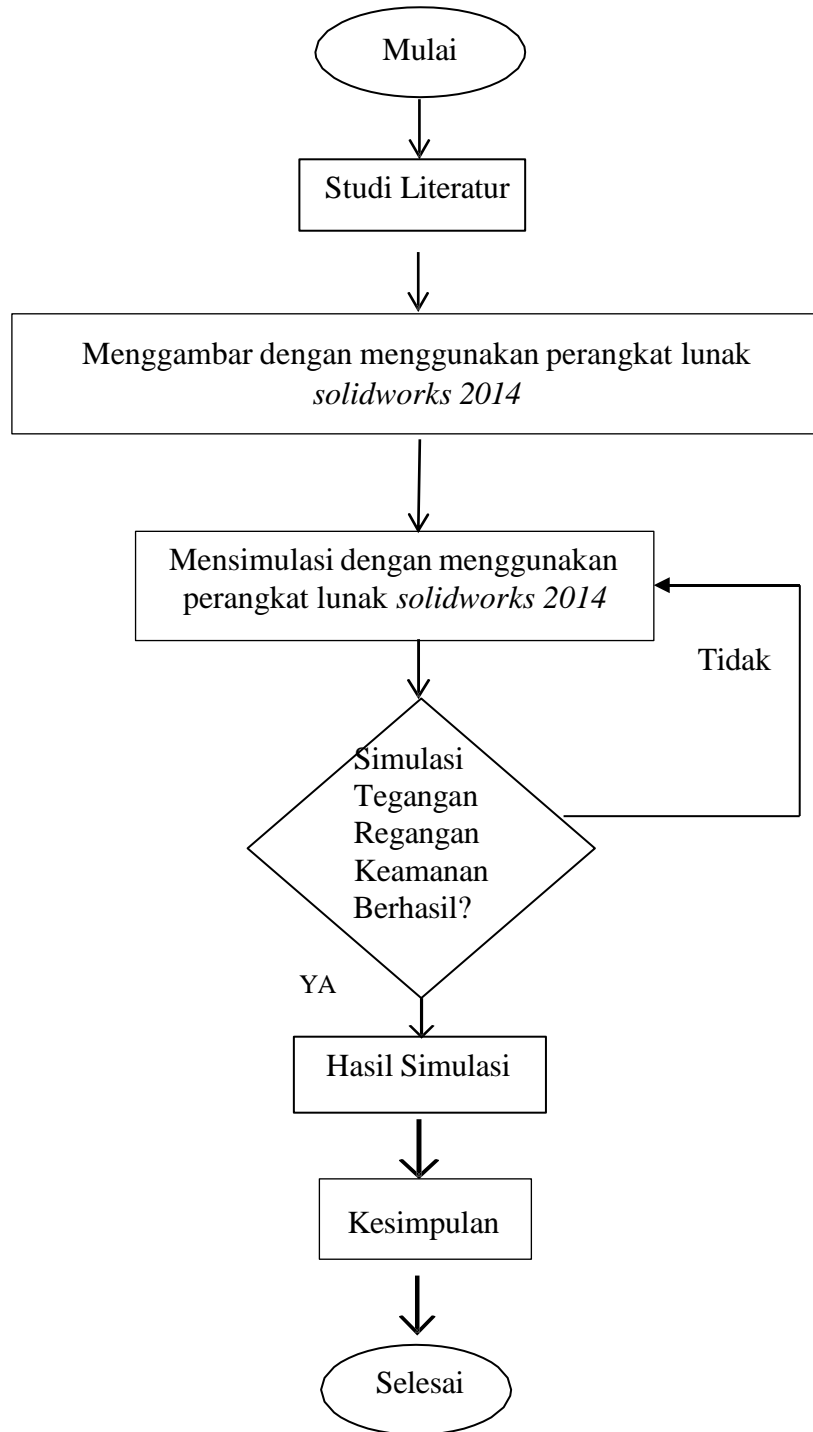 Mulai
Studi Literatur
Menggambar dengan menggunakan perangkat lunak
solidworks 2014
Mensimulasi dengan menggunakan
perangkat lunak solidworks 2014
Tidak
Simulasi
Tegangan
Regangan
Keamanan
Berhasil?
YA
Hasil Simulasi
Kesimpulan
Selesai